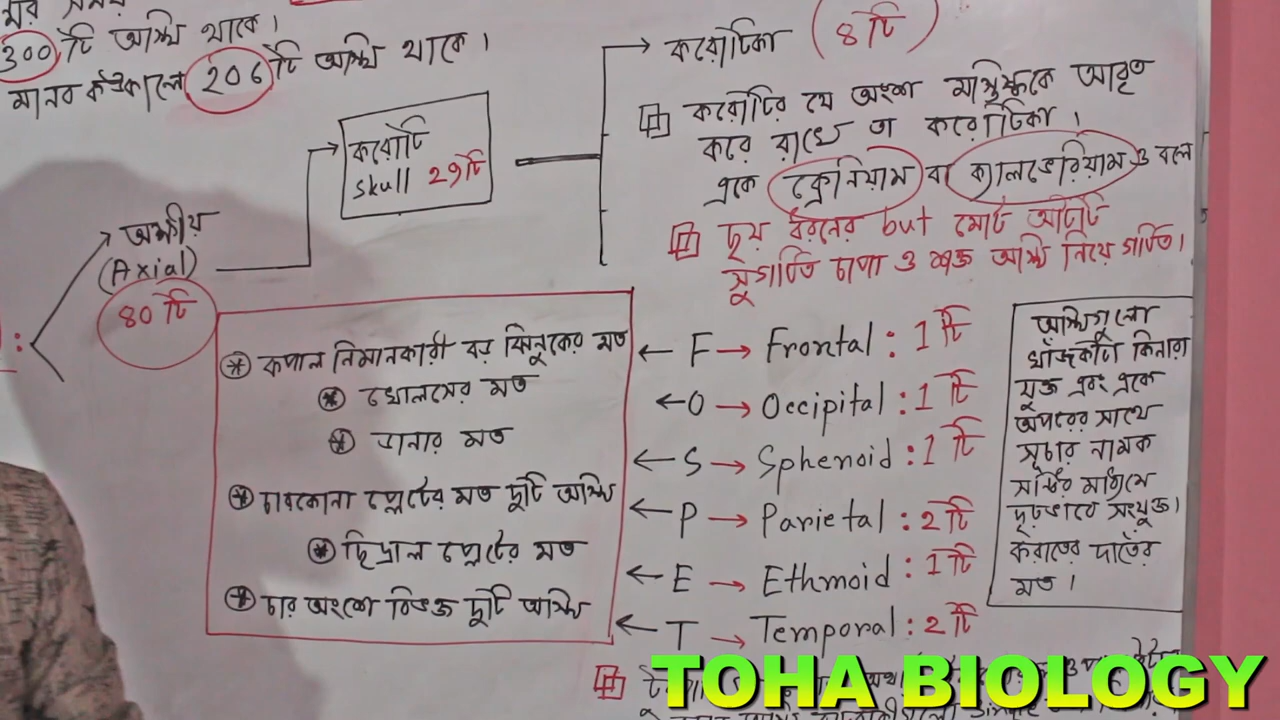 ৩০০ টি অস্থি থাকে।
মানব কঙ্কালে ২০৬ টি অস্থি থাকে।
করোটি
Skull ২৯টি
অক্ষীয়
(Axial)
৪০ টি
করোটিকা (৪টি)
করোটির যে অংশ মস্তিষ্ককে আবৃত
করে রাখে তা করোটিকা।
একে ক্রেনিয়াম বা ক্যালভেরিয়াম ও বলে
ছয় ধরনের but মোট আটটি
সুগঠিত চাপা ও শক্ত অস্থি নিয়ে গঠিত।
কপাল নির্মানকারী বড় ঝিনুকের মত ← F → Frontal : 1 টি
খোলসের মত ← O → Occipital : 1 টি
ডানার মত ← S → Sphenoid : 1 টি
চারকোনা প্লেটের মত দুটি অস্থি ← P → Parietal : 2 টি
ছিদ্রাল প্লেটের মত ← E → Ethmoid : 1 টি
চার অংশে বিভক্ত দুটি অস্থি ← T → Temporal : 2 টি
অস্থিগুলো
খাঁজকাটা কিনারা
যুক্ত এবং একে
অপরের সাথে
সূচার নামক
সন্ধির মাধ্যমে
দৃঢ়ভাবে সংযুক্ত।
করাতের দাঁতের
মত।
TOHA BIOLOGY